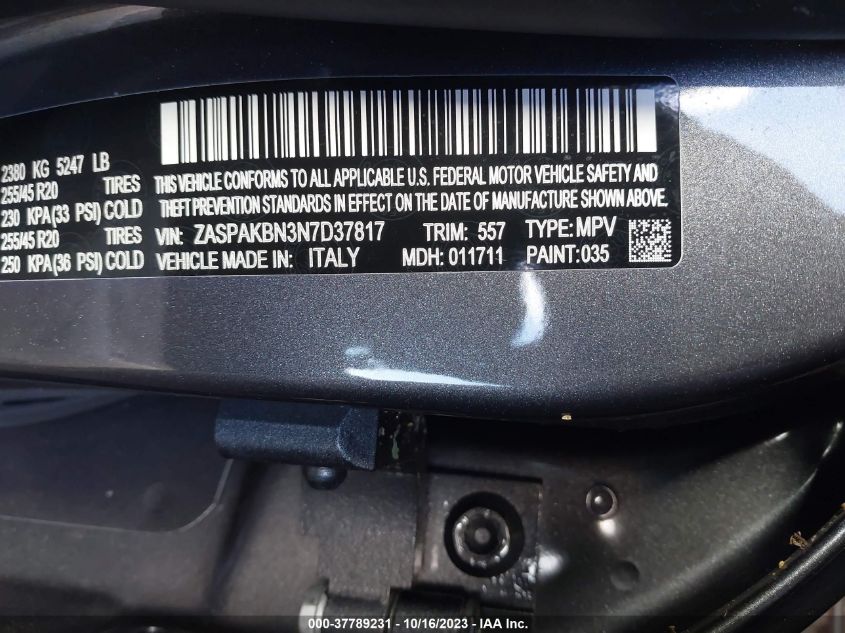 2380 KG 5247 LB
255/45 R20 TIRES
230 KPA(33 PSI) COLD
255/45 R20 TIRES
250 KPA(36 PSI) COLD
THIS VEHICLE CONFORMS TO ALL APPLICABLE U.S. FEDERAL MOTOR VEHICLE SAFETY AND
THEFT PREVENTION STANDARDS IN EFFECT ON THE DATE OF MANUFACTURE SHOWN ABOVE.
VIN: ZASPAKBN3N7D37817 TRIM: 557 TYPE: MPV
VEHICLE MADE IN: ITALY MDH: 011711 PAINT:035
000-37789231 - 10/16/2023 - IAA Inc.